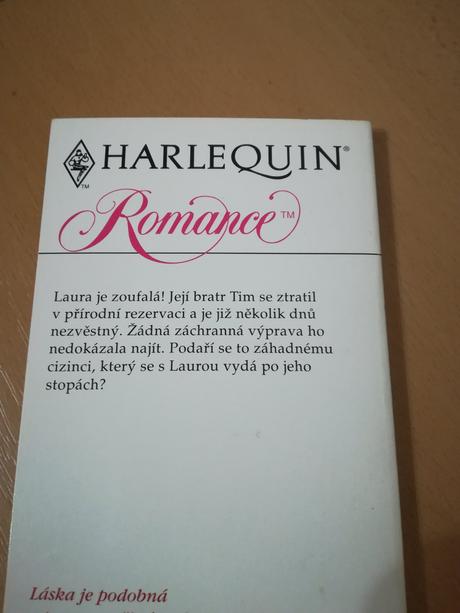 HARLEQUIN®
™
Romance™
Laura je zoufalá! Její bratr Tim se ztratil
v přírodní rezervaci a je již několik dnů
nezvěstný. Žádná záchranná výprava ho
nedokázala najít. Podaří se to záhadnému
cizinci, který se s Laurou vydá po jeho
stopách?
Láska je podobná